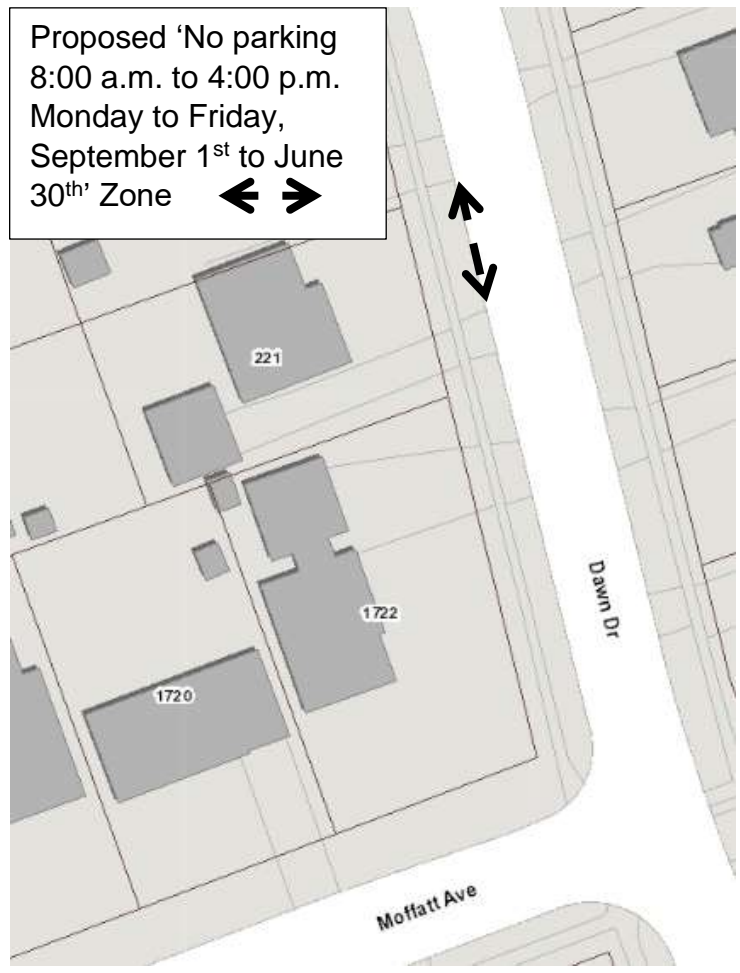 Proposed ‘No parking
8:00 a.m. to 4:00 p.m.
Monday to Friday,
September 1st to June
30th’ Zone
221
1722
1720
Dawn Dr
Moffatt Ave